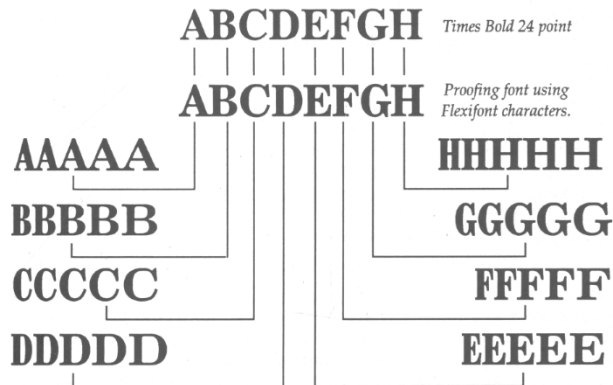 ABCDEFGH
Times Bold 24 point
ABCDEFGH
Proofing font using
Flexifont characters.
AAAAA
HHHHH
BBBBB
GGGGG
CCCCC
FFFFF
DDDDD
EEEEE